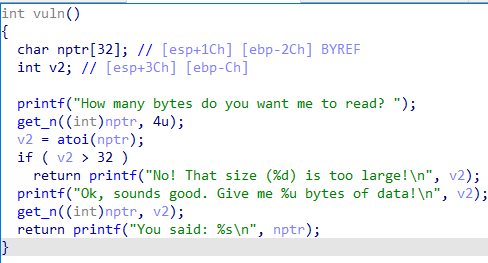 int vuln()
{
  char nptr[32]; // [esp+1Ch] [ebp-2Ch] BYREF
  int v2; // [esp+3Ch] [ebp-Ch]

  printf("How many bytes do you want me to read? ");
  get_n((int)nptr, 4u);
  v2 = atoi(nptr);
  if ( v2 > 32 )
    return printf("No! That size (%d) is too large!\n", v2);
  printf("Ok, sounds good. Give me %u bytes of data!\n", v2);
  get_n((int)nptr, v2);
  return printf("You said: %s\n", nptr);
}